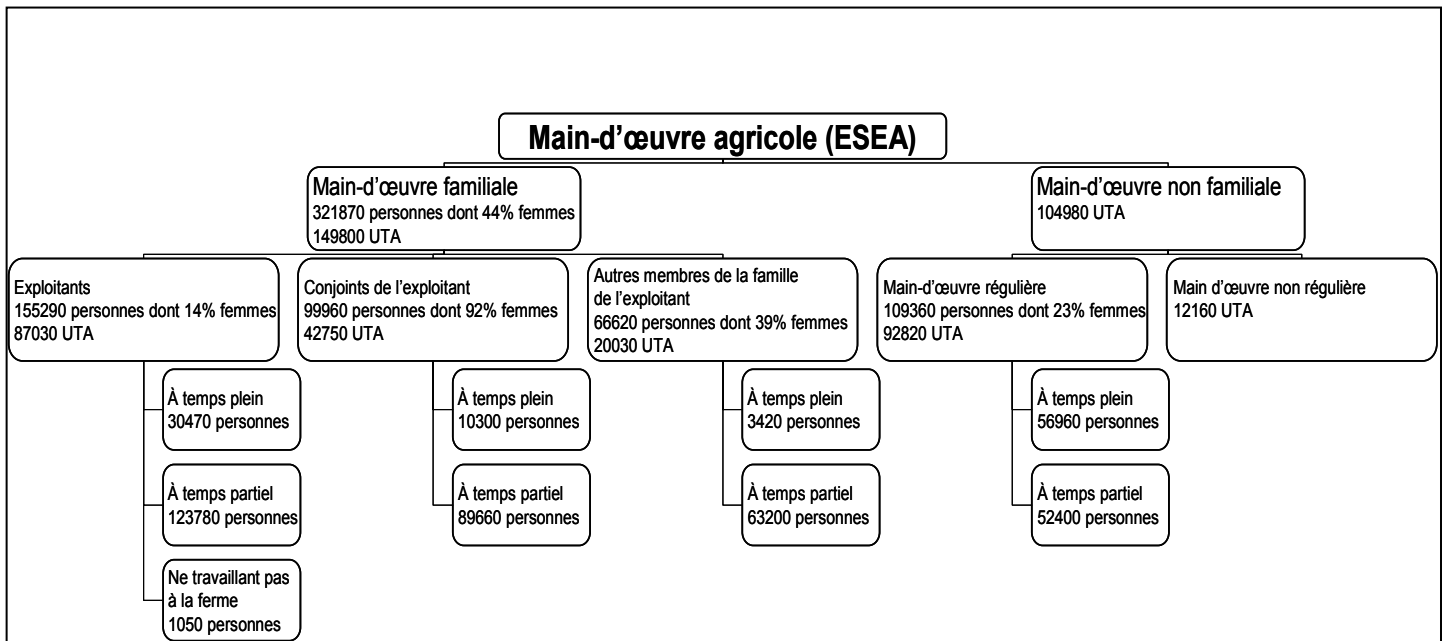 Main-d'œuvre agricole (ESEA)
Main-d'œuvre familiale
321870 personnes dont 44% femmes
149800 UTA
Main-d'œuvre non familiale
104980 UTA
Exploitants
155290 personnes dont 14% femmes
87030 UTA
Conjoints de l'exploitant
99960 personnes dont 92% femmes
42750 UTA
Autres membres de la famille
de l'exploitant
66620 personnes dont 39% femmes
20030 UTA
Main-d'œuvre régulière
109360 personnes dont 23% femmes
92820 UTA
Main d'œuvre non régulière
12160 UTA
À temps plein
30470 personnes
À temps plein
10300 personnes
À temps plein
3420 personnes
À temps plein
56960 personnes
À temps partiel
123780 personnes
À temps partiel
89660 personnes
À temps partiel
63200 personnes
À temps partiel
52400 personnes
Ne travaillant pas
à la ferme
1050 personnes